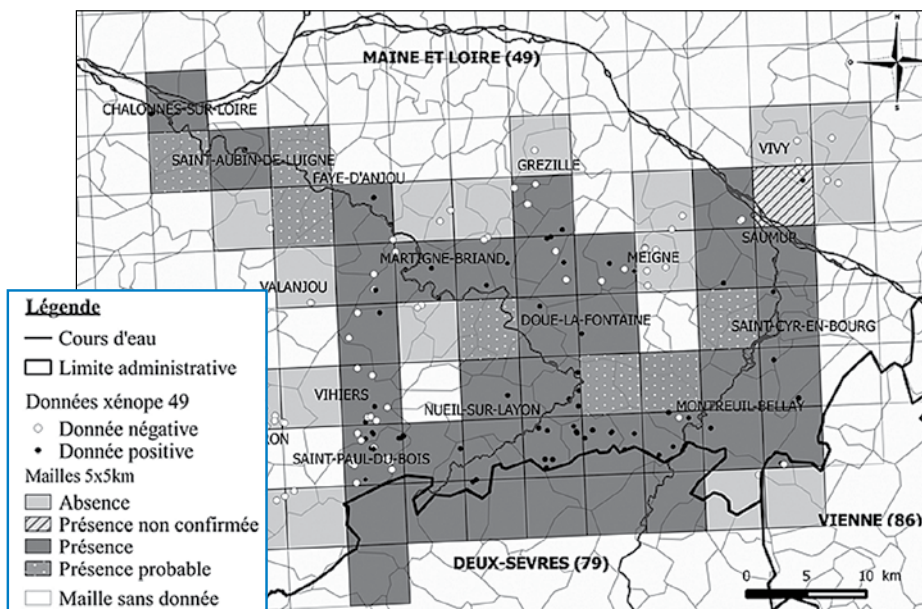 N
MAINE ET LOIRE (49)
CHALONNES-SUR-LOIRE
S
VIVY
SAINT-AUBIN-DE-LUIGNE
GREZILLE
FAYE-D'ANJOU
SAUMUR
MARTIGNE-BRIAND
MEIGNE
VALANJOU
DOUE-LA-FONTAINE
SAINT-CYR-EN-BOURG
VIHIERS
NUEIL-SUR-LAYON
MONTREUIL-BELLAY
RON
SAINT-PAUL-DU-BOIS
VIENNE (86)
DEUX-SÈVRES (79)
0 5 10 km
Légende
Cours d'eau
Limite administrative
Données xénope 49
Donnée négative
Donnée positive
Mailles 5x5km
Absence
Présence non confirmée
Présence
Présence probable
Maille sans donnée